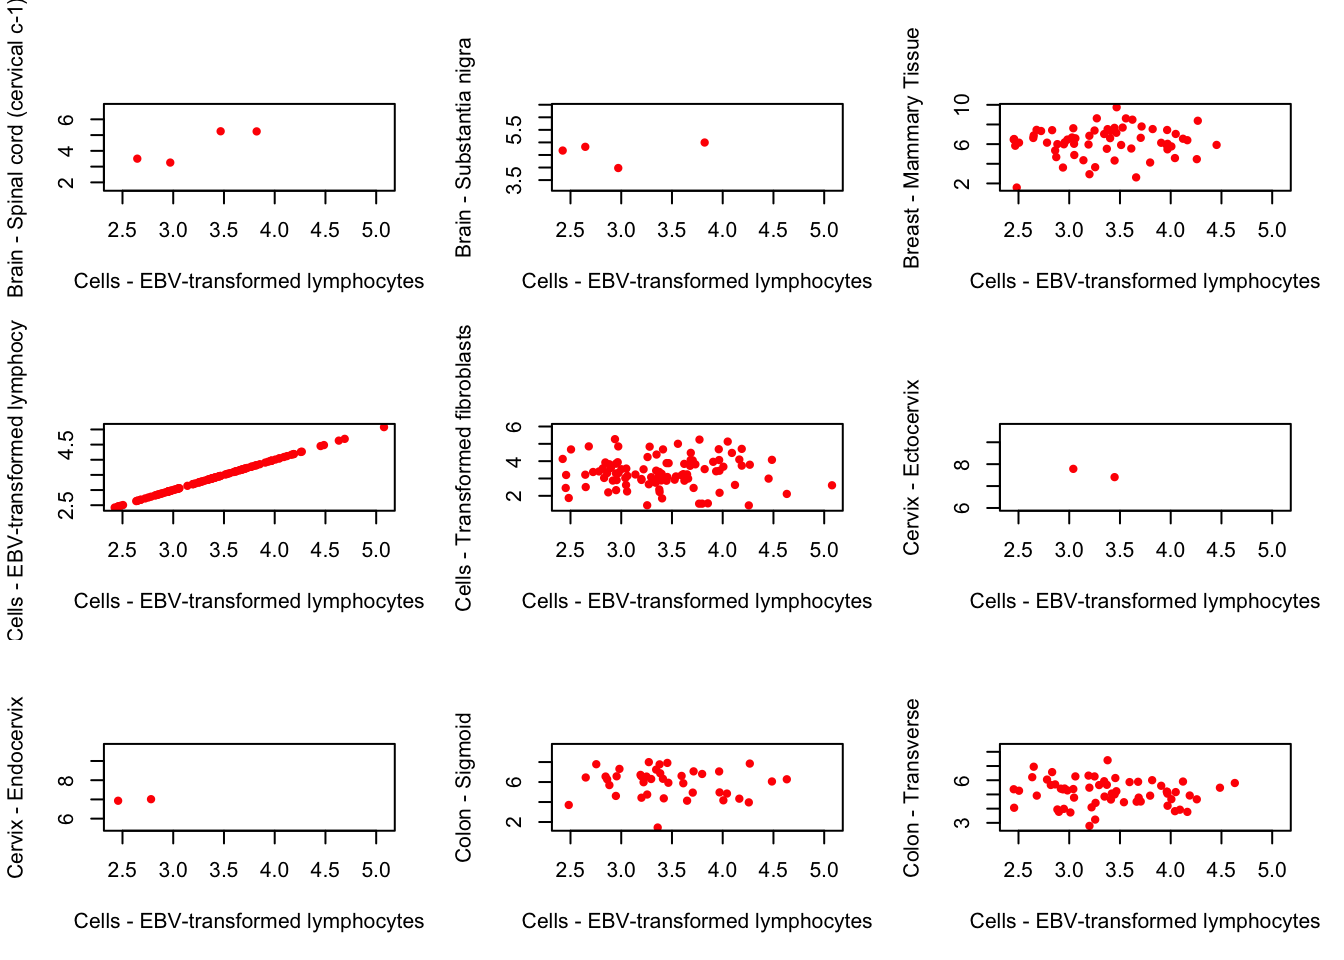 Brain - Spinal cord (cervical c-1)
6
4
2
2.5 3.0 3.5 4.0 4.5 5.0
Cells - EBV-transformed lymphocytes
Brain - Substantia nigra
5.5
3.5
2.5 3.0 3.5 4.0 4.5 5.0
Cells - EBV-transformed lymphocytes
Breast - Mammary Tissue
10
6
2
2.5 3.0 3.5 4.0 4.5 5.0
Cells - EBV-transformed lymphocytes
Cells - EBV-transformed lymphocy
4.5
2.5
2.5 3.0 3.5 4.0 4.5 5.0
Cells - EBV-transformed lymphocytes
Cells - Transformed fibroblasts
6
4
2
2.5 3.0 3.5 4.0 4.5 5.0
Cells - EBV-transformed lymphocytes
Cervix - Ectocervix
8
6
2.5 3.0 3.5 4.0 4.5 5.0
Cells - EBV-transformed lymphocytes
Cervix - Endocervix
8
6
2.5 3.0 3.5 4.0 4.5 5.0
Cells - EBV-transformed lymphocytes
Colon - Sigmoid
6
2
2.5 3.0 3.5 4.0 4.5 5.0
Cells - EBV-transformed lymphocytes
Colon - Transverse
6
3
2.5 3.0 3.5 4.0 4.5 5.0
Cells - EBV-transformed lymphocytes